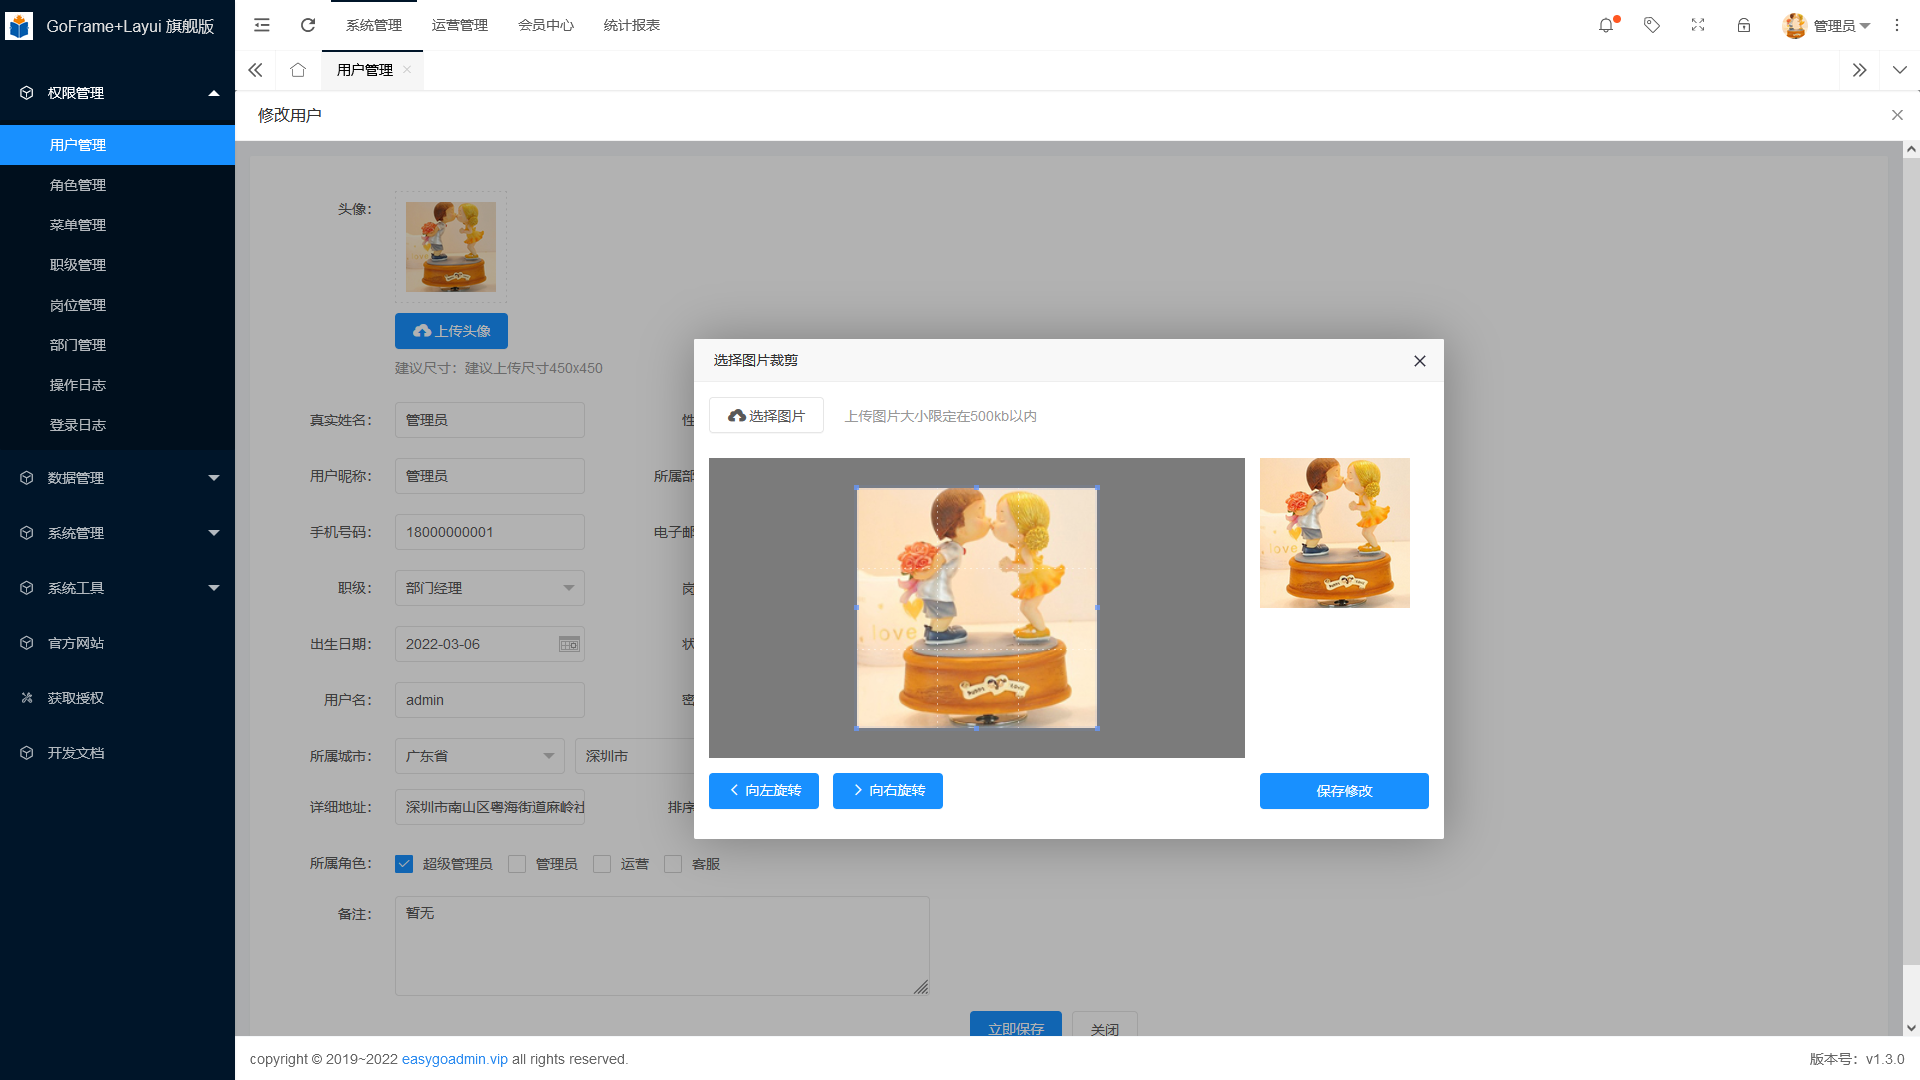 GoFrame+Layui 旗舰版
系统管理 运营管理 会员中心 统计报表
管理员
用户管理
权限管理
用户管理
角色管理
菜单管理
职级管理
岗位管理
部门管理
操作日志
登录日志
数据管理
系统管理
系统工具
官方网站
获取授权
开发文档
修改用户
头像:
上传头像
建议尺寸：建议上传尺寸450x450
真实姓名: 管理员 性
用户昵称: 管理员 所属部
手机号码: 18000000001 电子邮
职级: 部门经理 岗
出生日期: 2022-03-06 状
用户名: admin 密
所属城市: 广东省 深圳市
详细地址: 深圳市南山区粤海街道麻岭社 排序
所属角色: 超级管理员 管理员 运营 客服
备注: 暂无
立即保存 关闭
选择图片裁剪
选择图片 上传图片大小限定在500kb以内
love
happy love
向左旋转 向右旋转 保存修改
copyright © 2019~2022 easygoadmin.vip all rights reserved.
版本号：v1.3.0